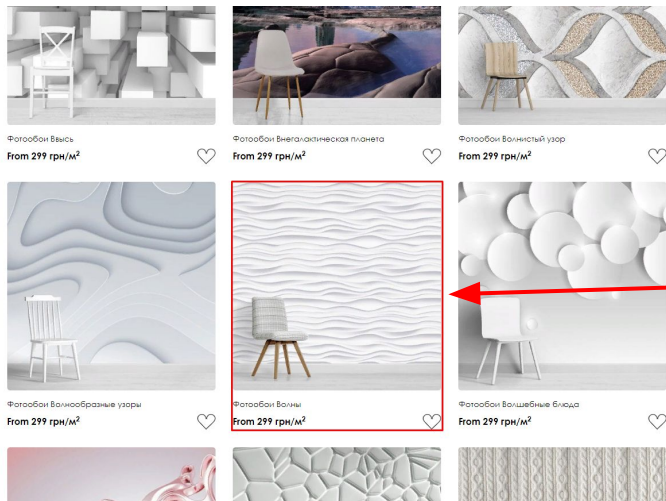 Фотообои Ввысь
Фотообои Внегалактическая планета
Фотообои Волнистый узор
From 299 грн/м²
From 299 грн/м²
From 299 грн/м²
Фотообои Волнообразные узоры
Фотообои Волны
Фотообои Волшебные блюда
From 299 грн/м²
From 299 грн/м²
From 299 грн/м²